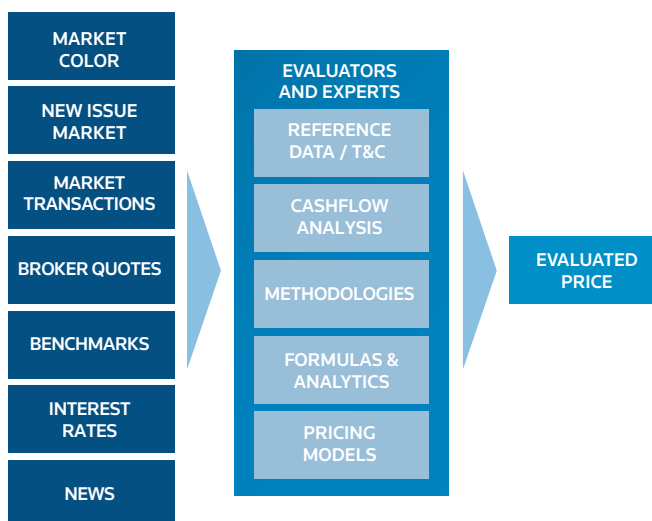 MARKET
COLOR
NEW ISSUE
MARKET
MARKET
TRANSACTIONS
BROKER QUOTES
BENCHMARKS
INTEREST
RATES
NEWS
EVALUATORS
AND EXPERTS
REFERENCE
DATA / T&C
CASHFLOW
ANALYSIS
METHODOLOGIES
FORMULAS &
ANALYTICS
PRICING
MODELS
EVALUATED
PRICE